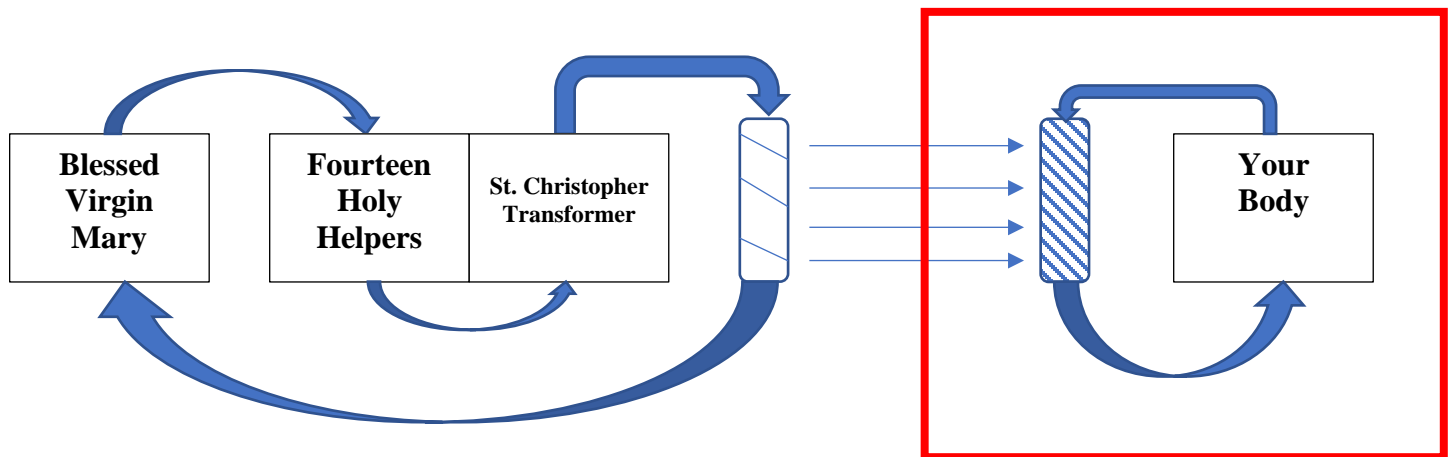 Blessed
Virgin
Mary
Fourteen
Holy
Helpers
St. Christopher
Transformer
Your
Body